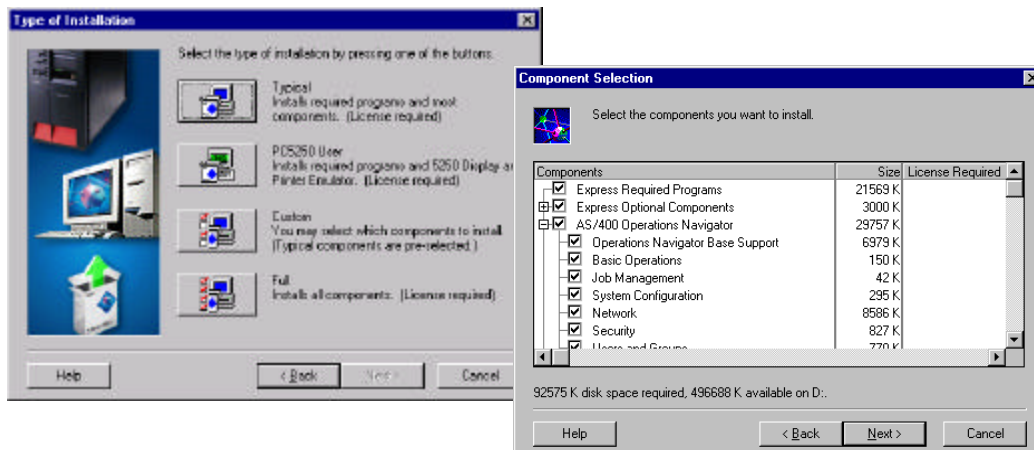 Type of Installation
Select the type of installation by pressing one of the buttons.
Typical
Installs required programs and most
components. (License required)
PC5250 User
Installs required programs and 5250 Display an
Printer Emulator. (License required)
Custom
You may select which components to install.
(Typical components are pre-selected.)
Full
Installs all components. (License required)
Help
< Back
Next >
Cancel
Component Selection
Select the components you want to install.
Components Size License Required
Express Required Programs 21569 K
Express Optional Components 3000 K
AS/400 Operations Navigator 29757 K
Operations Navigator Base Support 6979 K
Basic Operations 150 K
Job Management 42 K
System Configuration 295 K
Network 8586 K
Security 827 K
Users and Groups 770 K
92575 K disk space required, 496688 K available on D:.
Help
< Back
Next >
Cancel